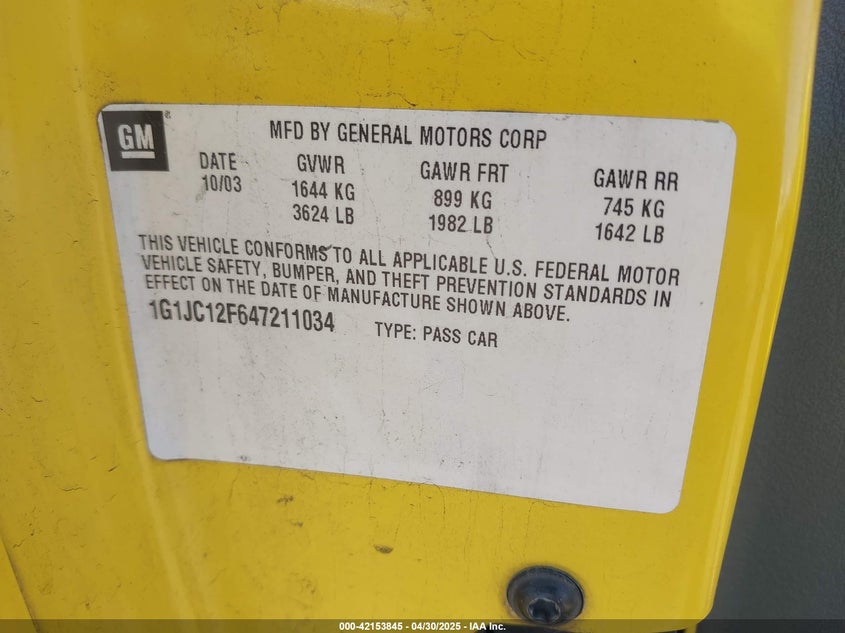 GM®
MFD BY GENERAL MOTORS CORP
DATE GVWR GAWR FRT GAWR RR
10/03 1644 KG 899 KG 745 KG
3624 LB 1982 LB 1642 LB
THIS VEHICLE CONFORMS TO ALL APPLICABLE U.S. FEDERAL MOTOR
VEHICLE SAFETY, BUMPER, AND THEFT PREVENTION STANDARDS IN
EFFECT ON THE DATE OF MANUFACTURE SHOWN ABOVE.
1G1JC12F647211034 TYPE: PASS CAR
000-42153845 - 04/30/2025 - IAA Inc.